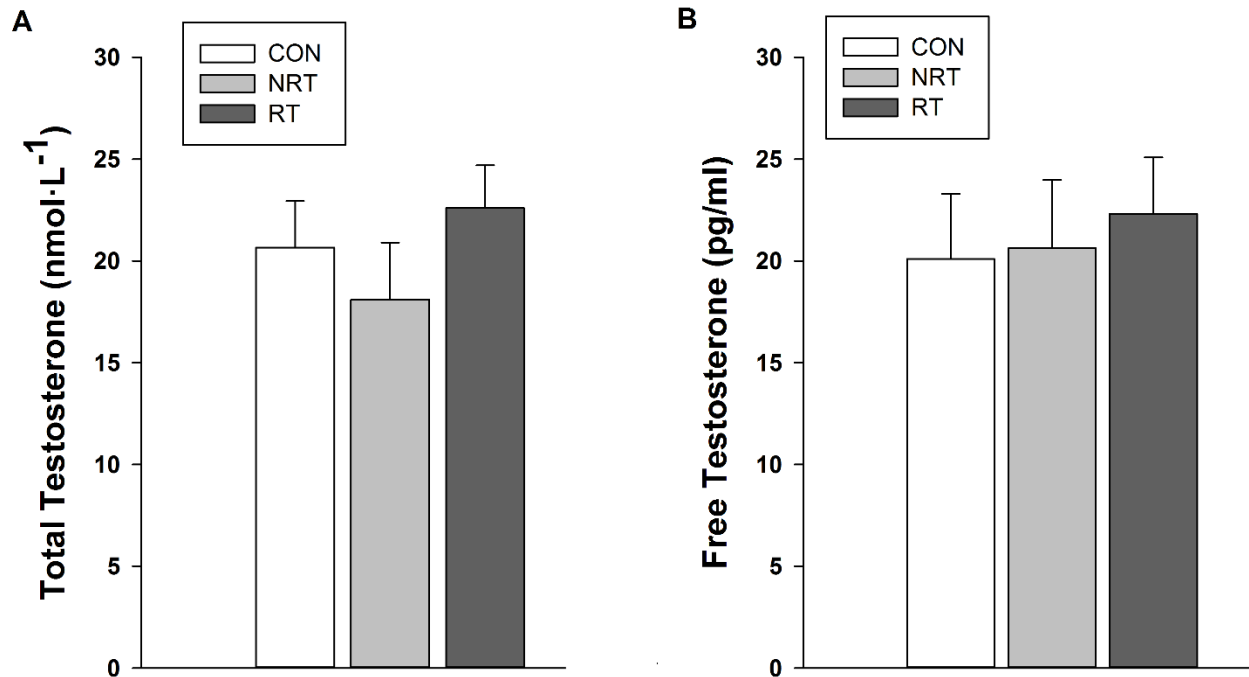 A
30
25
20
15
10
5
0
Total Testosterone (nmol·L⁻¹)
CON
NRT
RT
B
30
25
20
15
10
5
0
Free Testosterone (pg/ml)
CON
NRT
RT